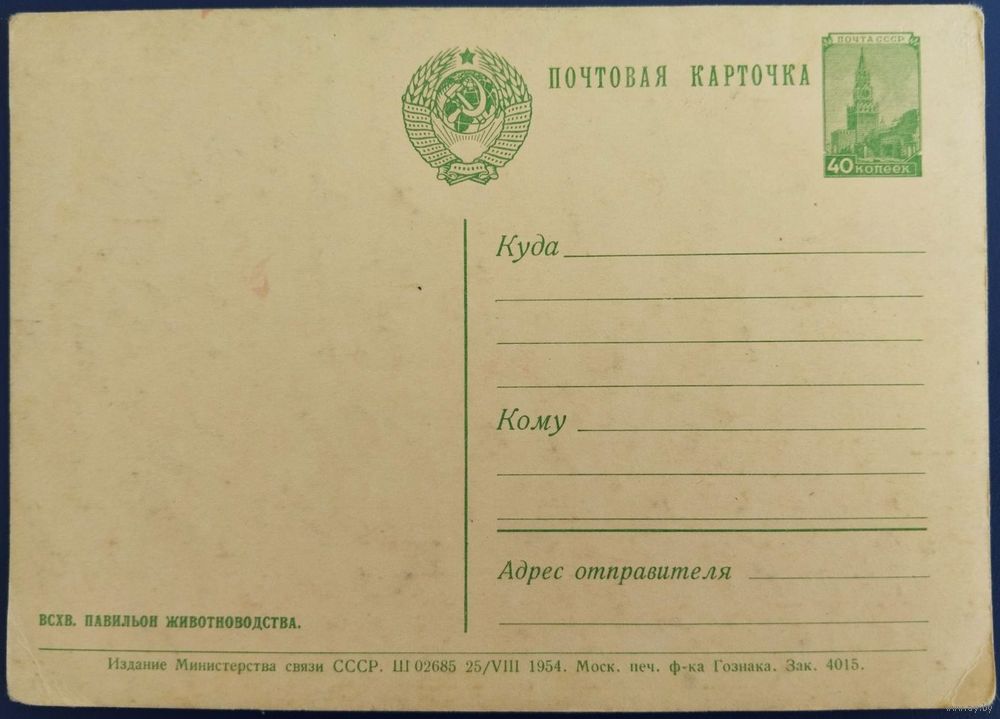 ПОЧТОВАЯ КАРТОЧКА
ПОЧТА СССР
40 копеек
Куда
Кому
Адрес отправителя
ВСХВ. ПАВИЛЬОН ЖИВОТНОВОДСТВА.
Издание Министерства связи СССР. Ш 02685 25/VIII 1954. Моск. печ. ф-ка Гознака. Зак. 4015.